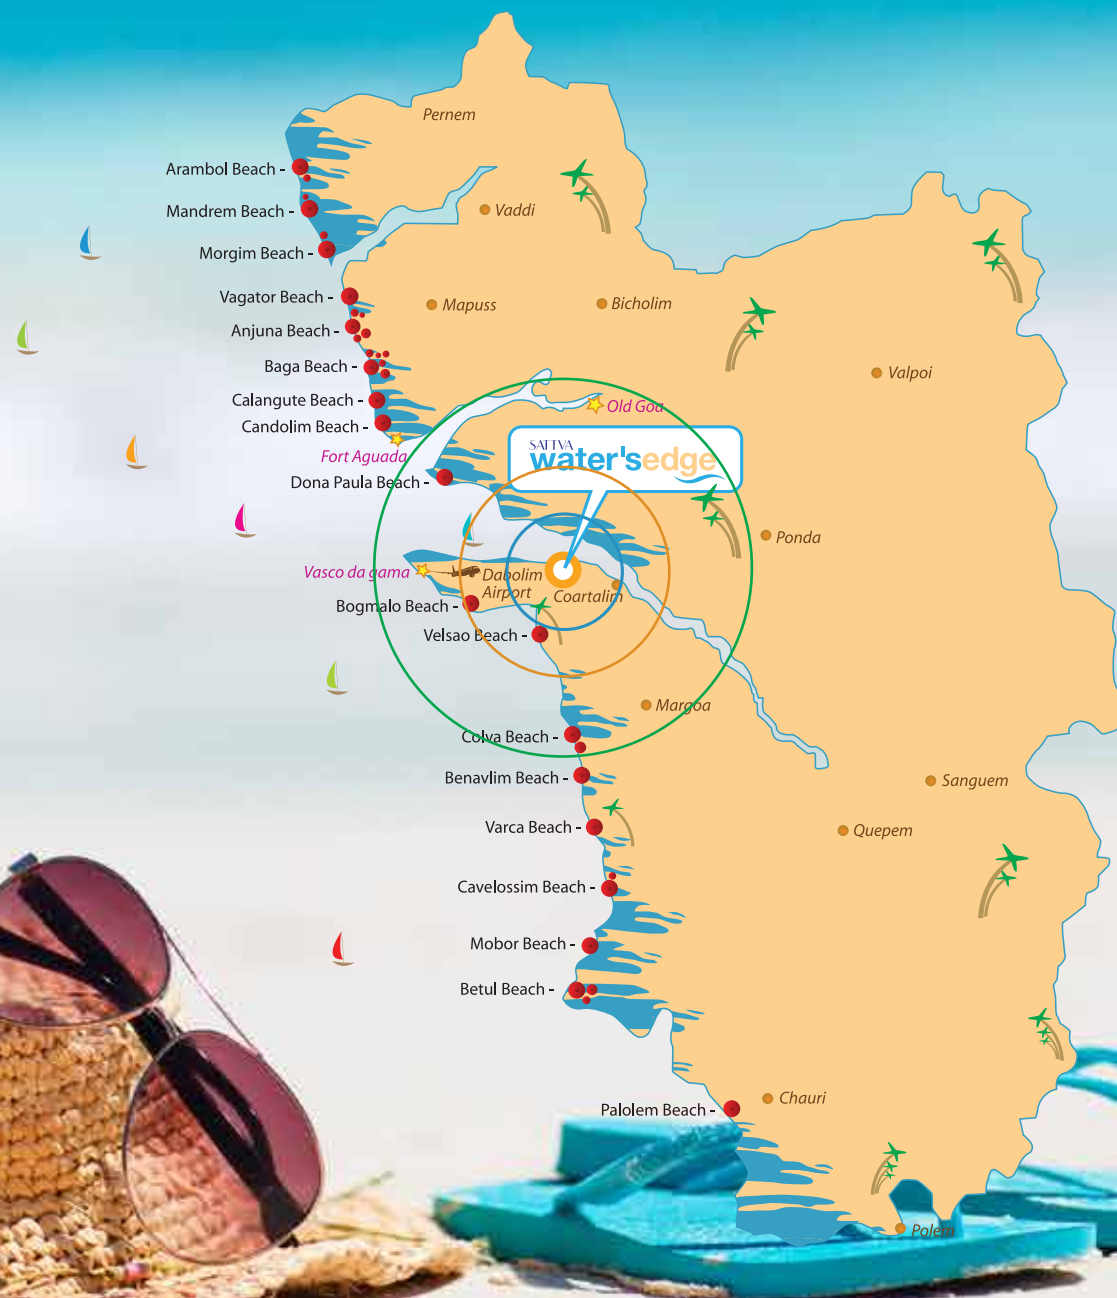 Pernem
Arambol Beach -
Mandrem Beach -
Vaddi
Morgim Beach -
Vagator Beach -
Mapuss
Bicholim
Anjuna Beach -
Baga Beach -
Valpoi
Calangute Beach -
Old Goa
Candolim Beach -
SATTVA
water'sedge
Fort Aguada
Dona Paula Beach -
Ponda
Vasco da gama
Dabolim
Airport
Coartalim
Bogmalo Beach -
Velsao Beach -
Margoa
Colva Beach -
Benavlim Beach -
Sanguem
Varca Beach -
Quepem
Cavelossim Beach -
Mobor Beach -
Betul Beach -
Chauri
Palolem Beach -
Polem